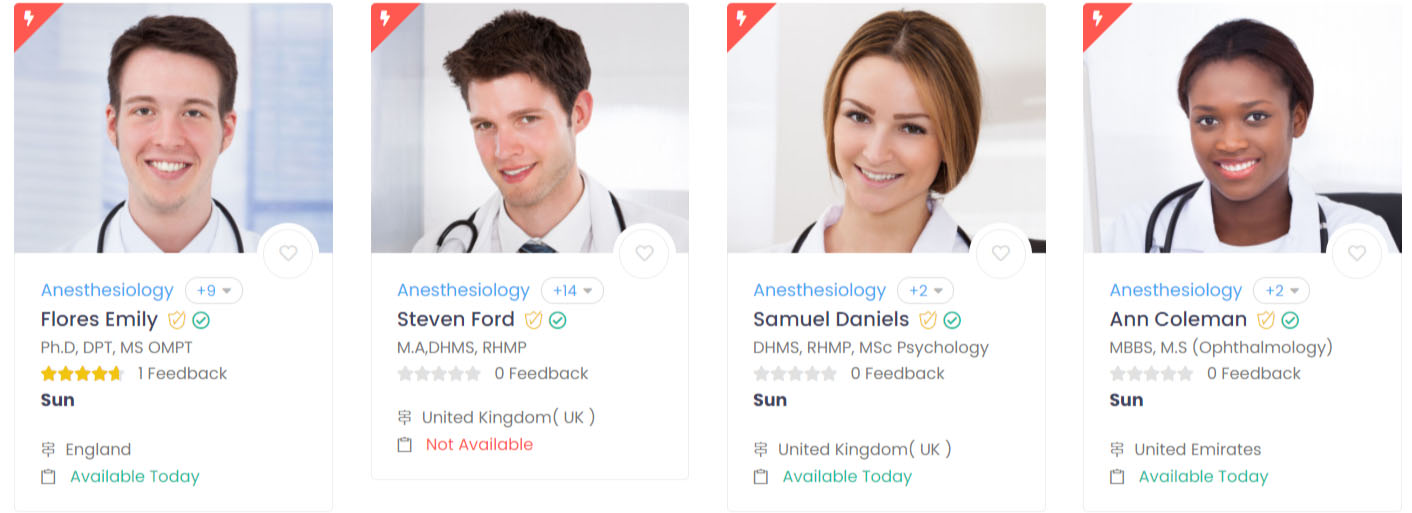 Anesthesiology +9
Flores Emily
Ph.D, DPT, MS OMPT
1 Feedback
Sun
England
Available Today
Anesthesiology +14
Steven Ford
M.A,DHMS, RHMP
0 Feedback
United Kingdom( UK )
Not Available
Anesthesiology +2
Samuel Daniels
DHMS, RHMP, MSc Psychology
0 Feedback
Sun
United Kingdom( UK )
Available Today
Anesthesiology +2
Ann Coleman
MBBS, M.S (Ophthalmology)
0 Feedback
Sun
United Emirates
Available Today